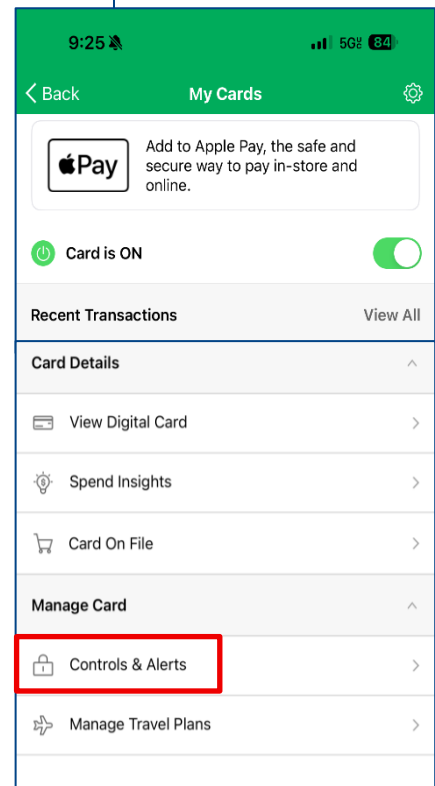 9:25 5G 84
Back My Cards
Pay
Add to Apple Pay, the safe and
secure way to pay in-store and
online.
Card is ON
Recent Transactions View All
Card Details
View Digital Card
Spend Insights
Card On File
Manage Card
Controls & Alerts
Manage Travel Plans